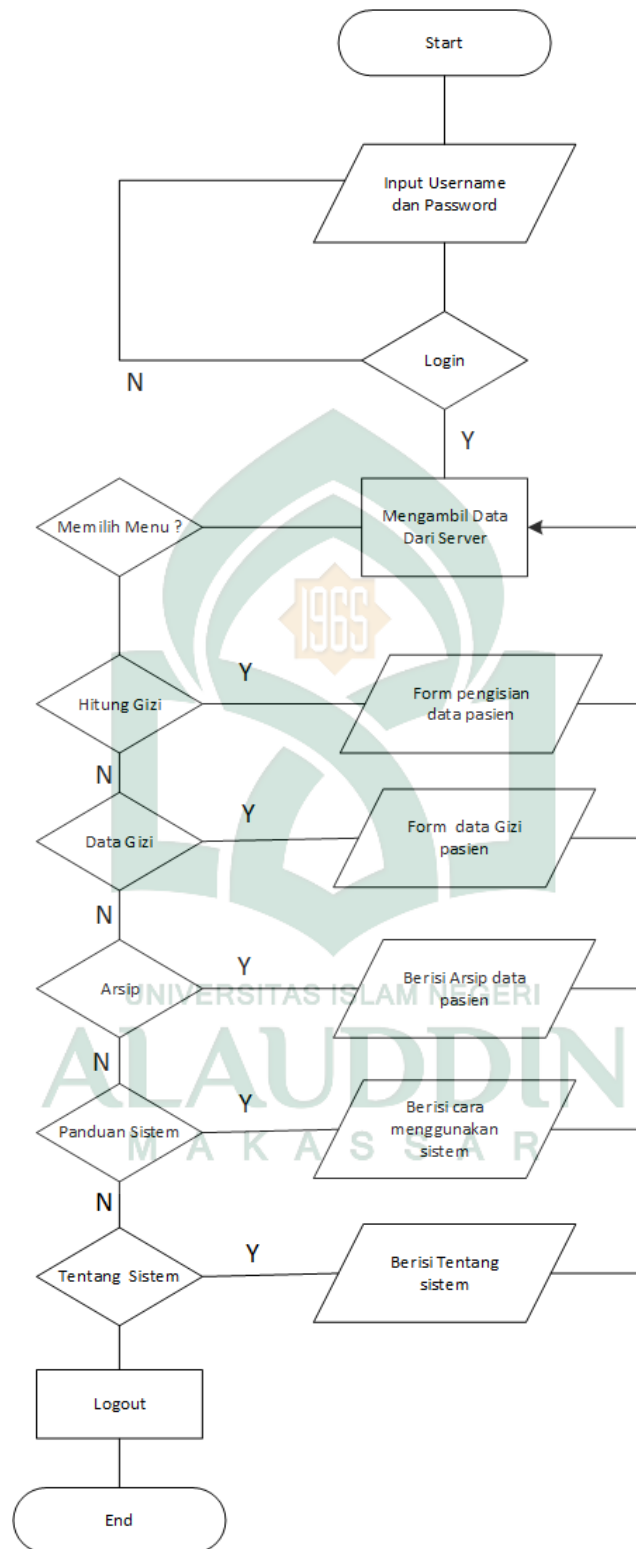 Start
Input Username
dan Password
Login
N
Y
Memilih Menu ?
Mengambil Data
Dari Server
1965
Hitung Gizi
Y
Form pengisian
data pasien
N
Data Gizi
Y
Form data Gizi
pasien
N
Arsip
Y
Berisi Arsip data
pasien
UNIVERSITAS ISLAM NEGERI
ALAUDDIN
N
Panduan Sistem
Y
Berisi cara
menggunakan
sistem
MAKASSAR
N
Tentang Sistem
Y
Berisi Tentang
sistem
Logout
End